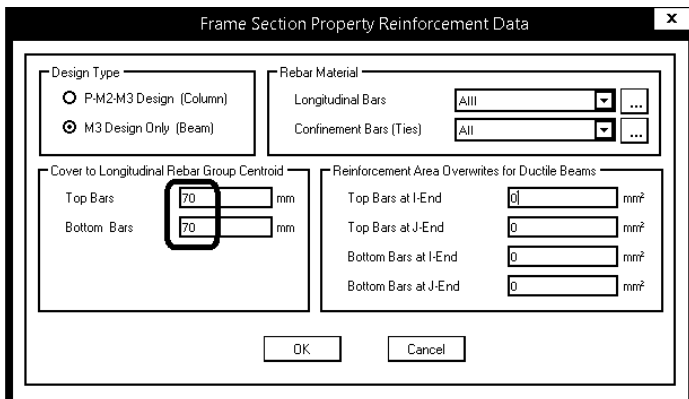 Frame Section Property Reinforcement Data
x
Design Type
P-M2-M3 Design (Column)
M3 Design Only (Beam)
Rebar Material
Longitudinal Bars AIII ...
Confinement Bars (Ties) AII ...
Cover to Longitudinal Rebar Group Centroid
Top Bars 70 mm
Bottom Bars 70 mm
Reinforcement Area Overwrites for Ductile Beams
Top Bars at I-End 0 mm²
Top Bars at J-End 0 mm²
Bottom Bars at I-End 0 mm²
Bottom Bars at J-End 0 mm²
OK Cancel